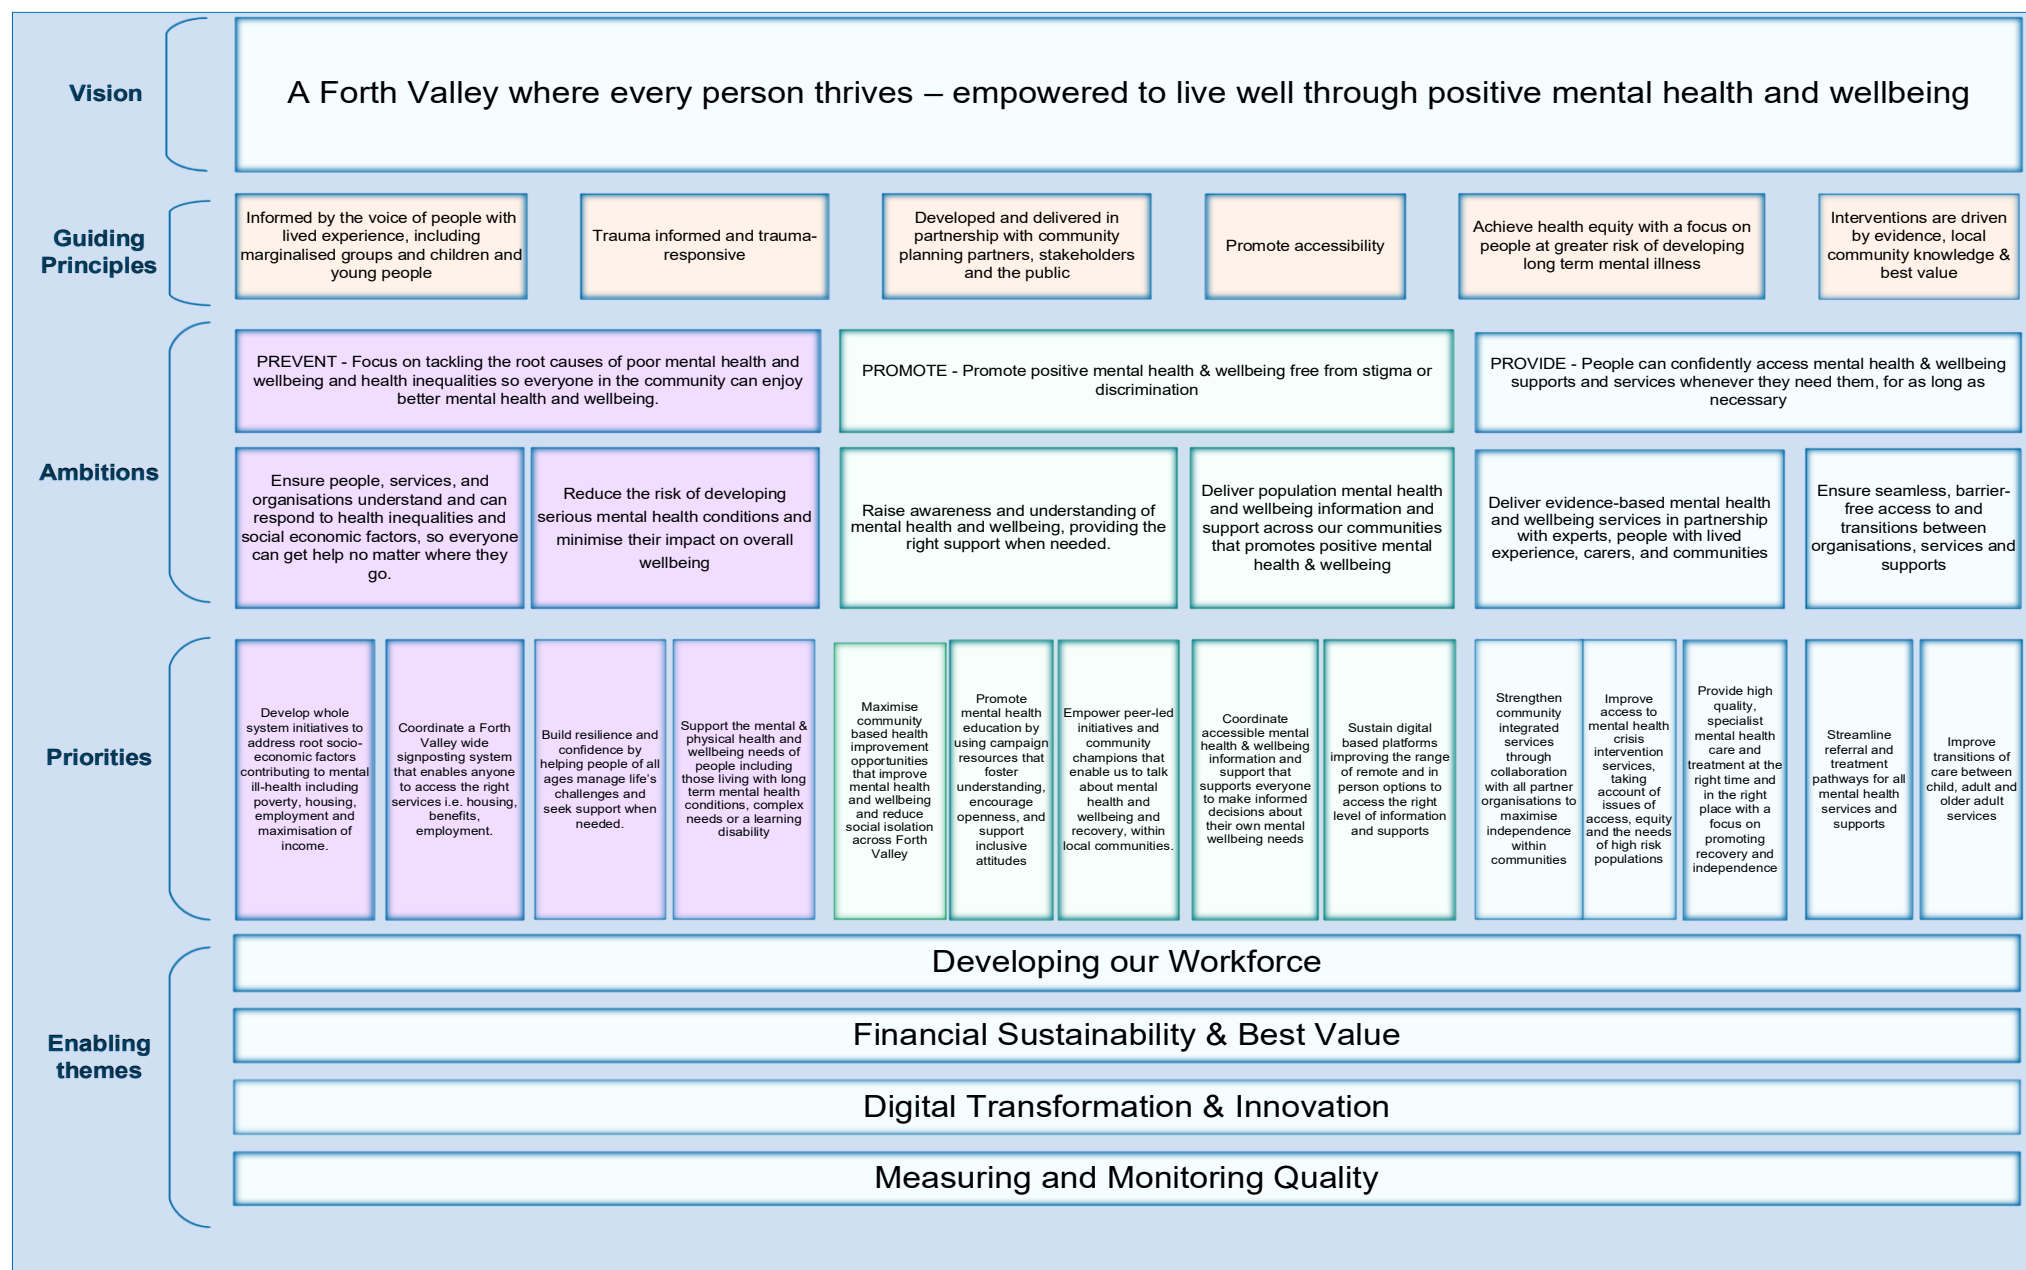 Vision
A Forth Valley where every person thrives – empowered to live well through positive mental health and wellbeing
Guiding
Principles
Informed by the voice of people with
lived experience, including
marginalised groups and children and
young people
Trauma informed and trauma-
responsive
Developed and delivered in
partnership with community
planning partners, stakeholders
and the public
Promote accessibility
Achieve health equity with a focus on
people at greater risk of developing
long term mental illness
Interventions are driven
by evidence, local
community knowledge &
best value
Ambitions
PREVENT - Focus on tackling the root causes of poor mental health and
wellbeing and health inequalities so everyone in the community can enjoy
better mental health and wellbeing.
PROMOTE - Promote positive mental health & wellbeing free from stigma or
discrimination
PROVIDE - People can confidently access mental health & wellbeing
supports and services whenever they need them, for as long as
necessary
Ensure people, services, and
organisations understand and can
respond to health inequalities and
social economic factors, so everyone
can get help no matter where they
go.
Reduce the risk of developing
serious mental health conditions and
minimise their impact on overall
wellbeing
Raise awareness and understanding of
mental health and wellbeing, providing the
right support when needed.
Deliver population mental health
and wellbeing information and
support across our communities
that promotes positive mental
health & wellbeing
Deliver evidence-based mental health
and wellbeing services in partnership
with experts, people with lived
experience, carers, and communities
Ensure seamless, barrier-
free access to and
transitions between
organisations, services and
supports
Priorities
Develop whole
system initiatives to
address root socio-
economic factors
contributing to mental
ill-health including
poverty, housing,
employment and
maximisation of
income.
Coordinate a Forth
Valley wide
signposting system
that enables anyone
to access the right
services i.e. housing,
benefits,
employment.
Build resilience and
confidence by
helping people of all
ages manage life's
challenges and
seek support when
needed.
Support the mental &
physical health and
wellbeing needs of
people including
those living with long
term mental health
conditions, complex
needs or a learning
disability
Maximise
community
based health
improvement
opportunities
that improve
mental health
and wellbeing
and reduce
social isolation
across Forth
Valley
Promote
mental health
education by
using campaign
resources that
foster
understanding,
encourage
openness, and
support
inclusive
attitudes
Empower peer-led
initiatives and
community
champions that
enable us to talk
about mental
health and
wellbeing and
recovery, within
local communities.
Coordinate
accessible mental
health & wellbeing
information and
support that
supports everyone
to make informed
decisions about
their own mental
wellbeing needs
Sustain digital
based platforms
improving the range
of remote and in
person options to
access the right
level of information
and supports
Strengthen
community
integrated
services
through
collaboration
with all partner
organisations to
maximise
independence
within
communities
Improve
access to
mental health
crisis
intervention
services,
taking
account of
issues of
access, equity
and the needs
of high risk
populations
Provide high
quality,
specialist
mental health
care and
treatment at the
right time and
in the right
place with a
focus on
promoting
recovery and
independence
Streamline
referral and
treatment
pathways for all
mental health
services and
supports
Improve
transitions of
care between
child, adult and
older adult
services
Enabling
themes
Developing our Workforce
Financial Sustainability & Best Value
Digital Transformation & Innovation
Measuring and Monitoring Quality